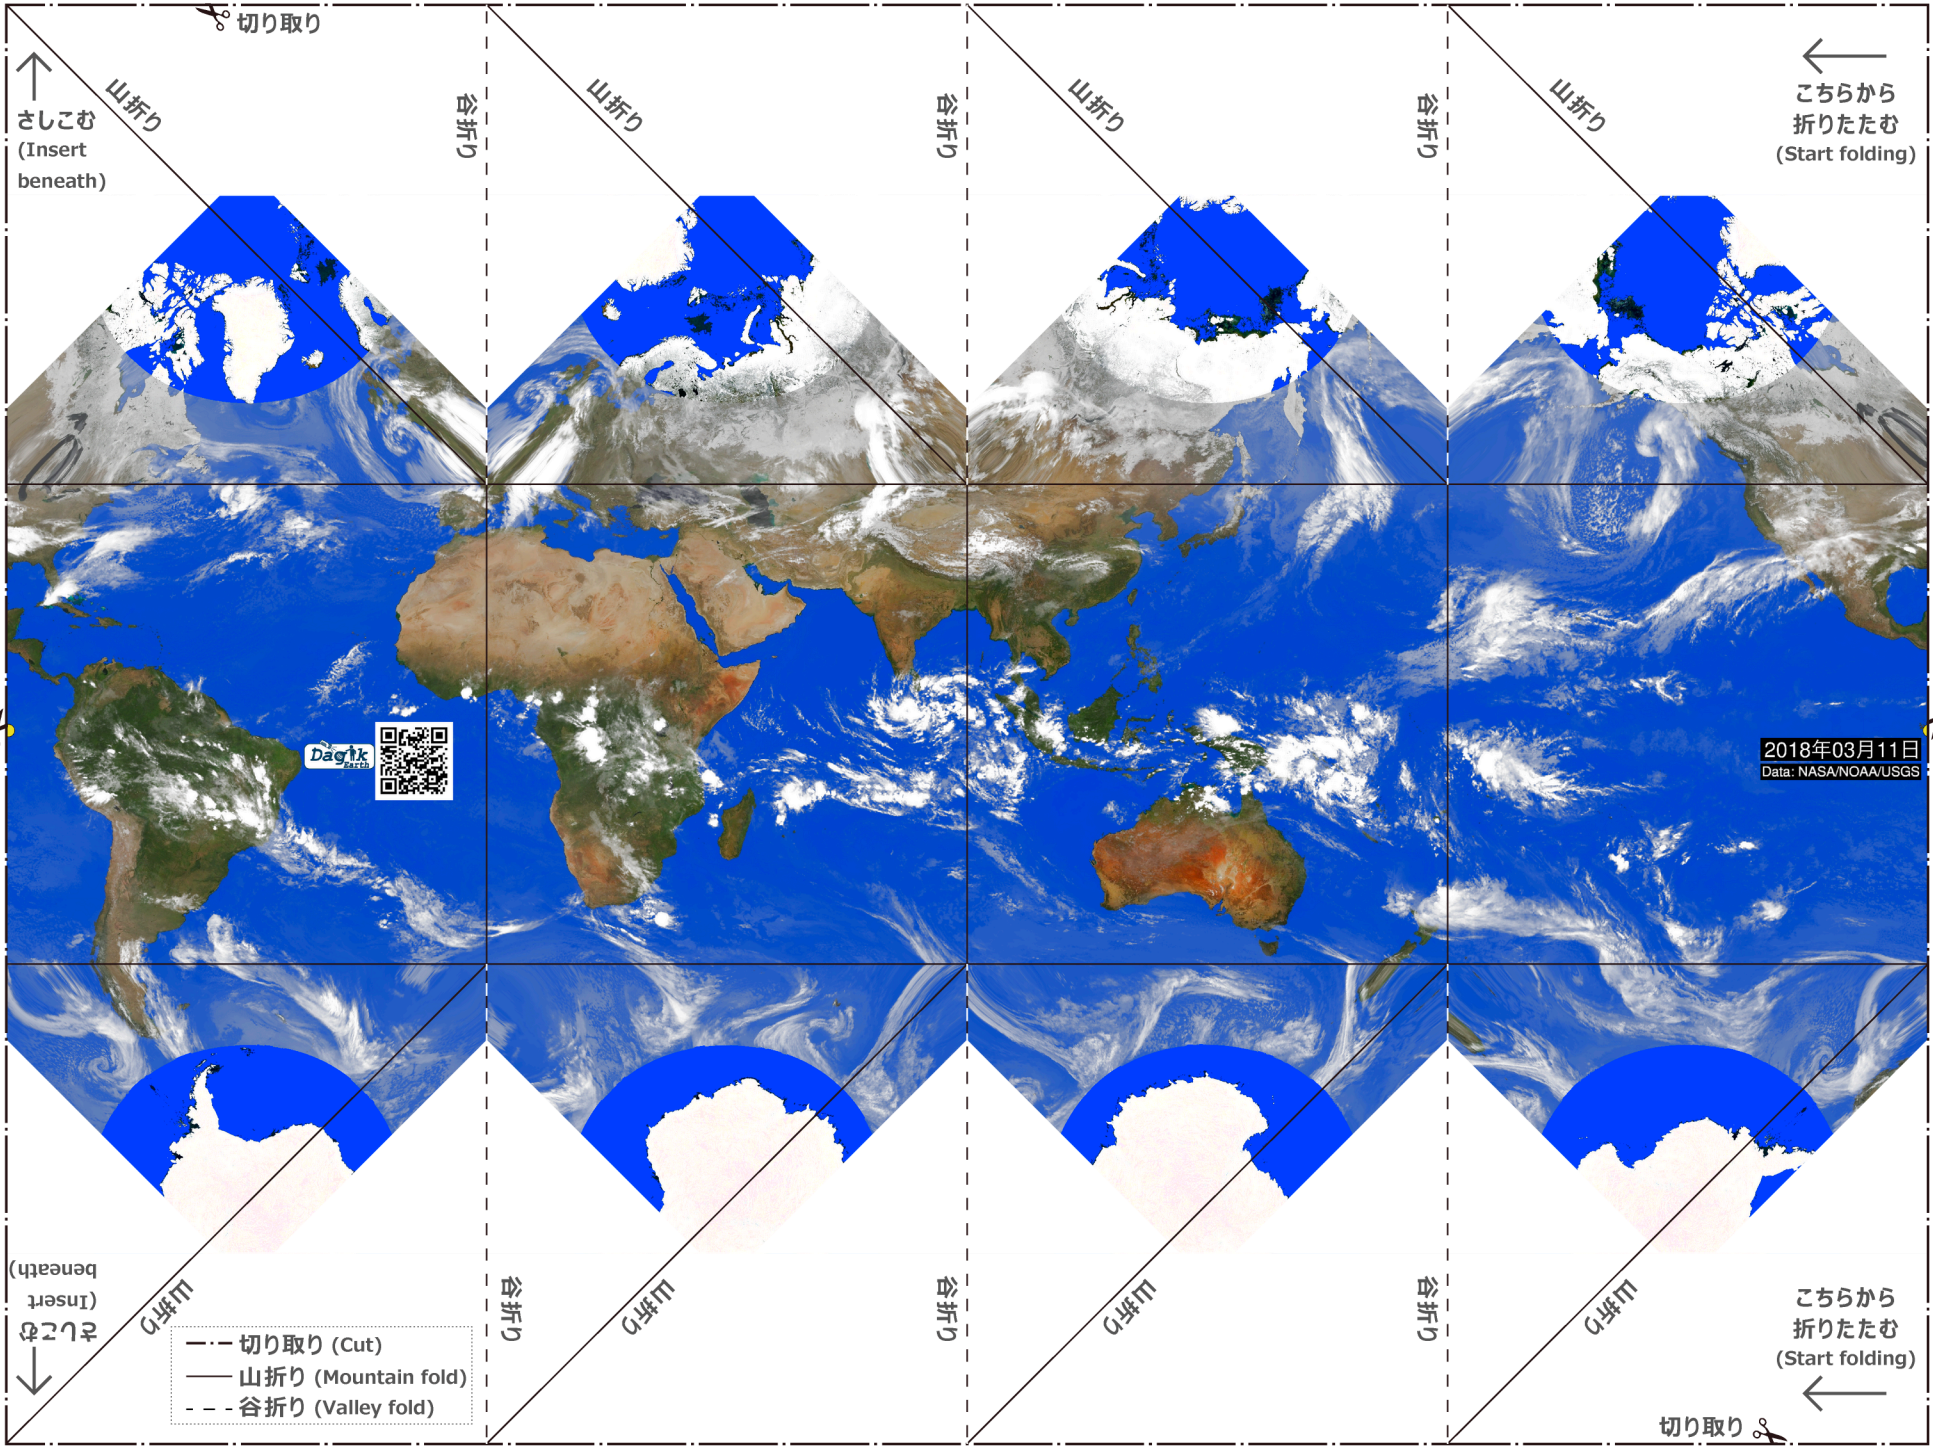 切り取り
山折り
谷折り
山折り
谷折り
山折り
谷折り
山折り
こちらから
折りたたむ
(Start folding)
さしこむ
(Insert
beneath)
Dagik
Earth
2018年03月11日
Data: NASA/NOAA/USGS
さしこむ
(Insert
beneath)
山折り
谷折り
山折り
谷折り
山折り
谷折り
山折り
こちらから
折りたたむ
(Start folding)
切り取り (Cut)
山折り (Mountain fold)
谷折り (Valley fold)
切り取り